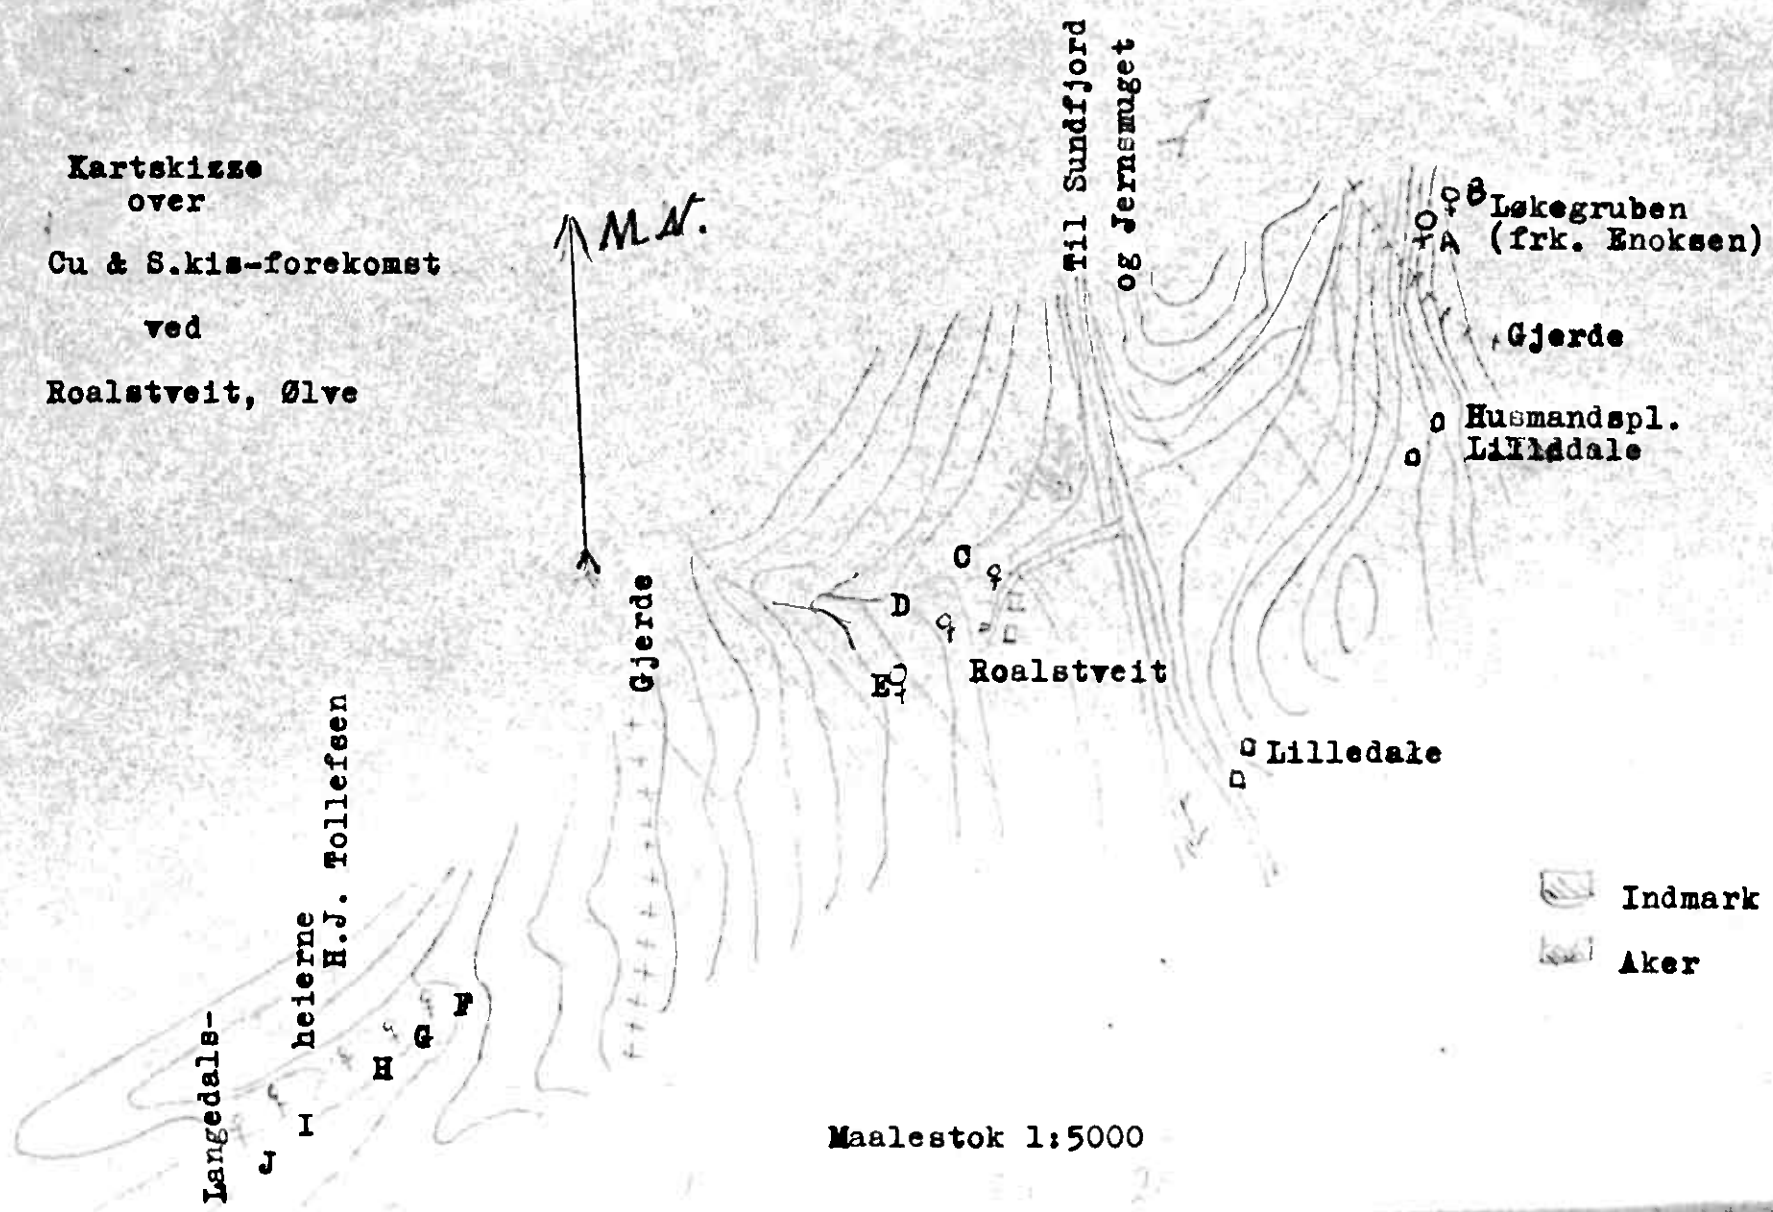 Kartskizze
over
Cu & S.kis-forekomst
ved
Roalstveit, Ølve
M N.
Til Sundfjord
og Jernsmuget
B
A
Løkegruben
(frk. Enoksen)
Gjerde
Husmandspl.
Lilledale
C
D
E
Roalstveit
Gjerde
Lilledale
H.J. Tollefsen
Langedals-
heierne
F
G
H
I
J
Indmark
Aker
Maalestok 1:5000